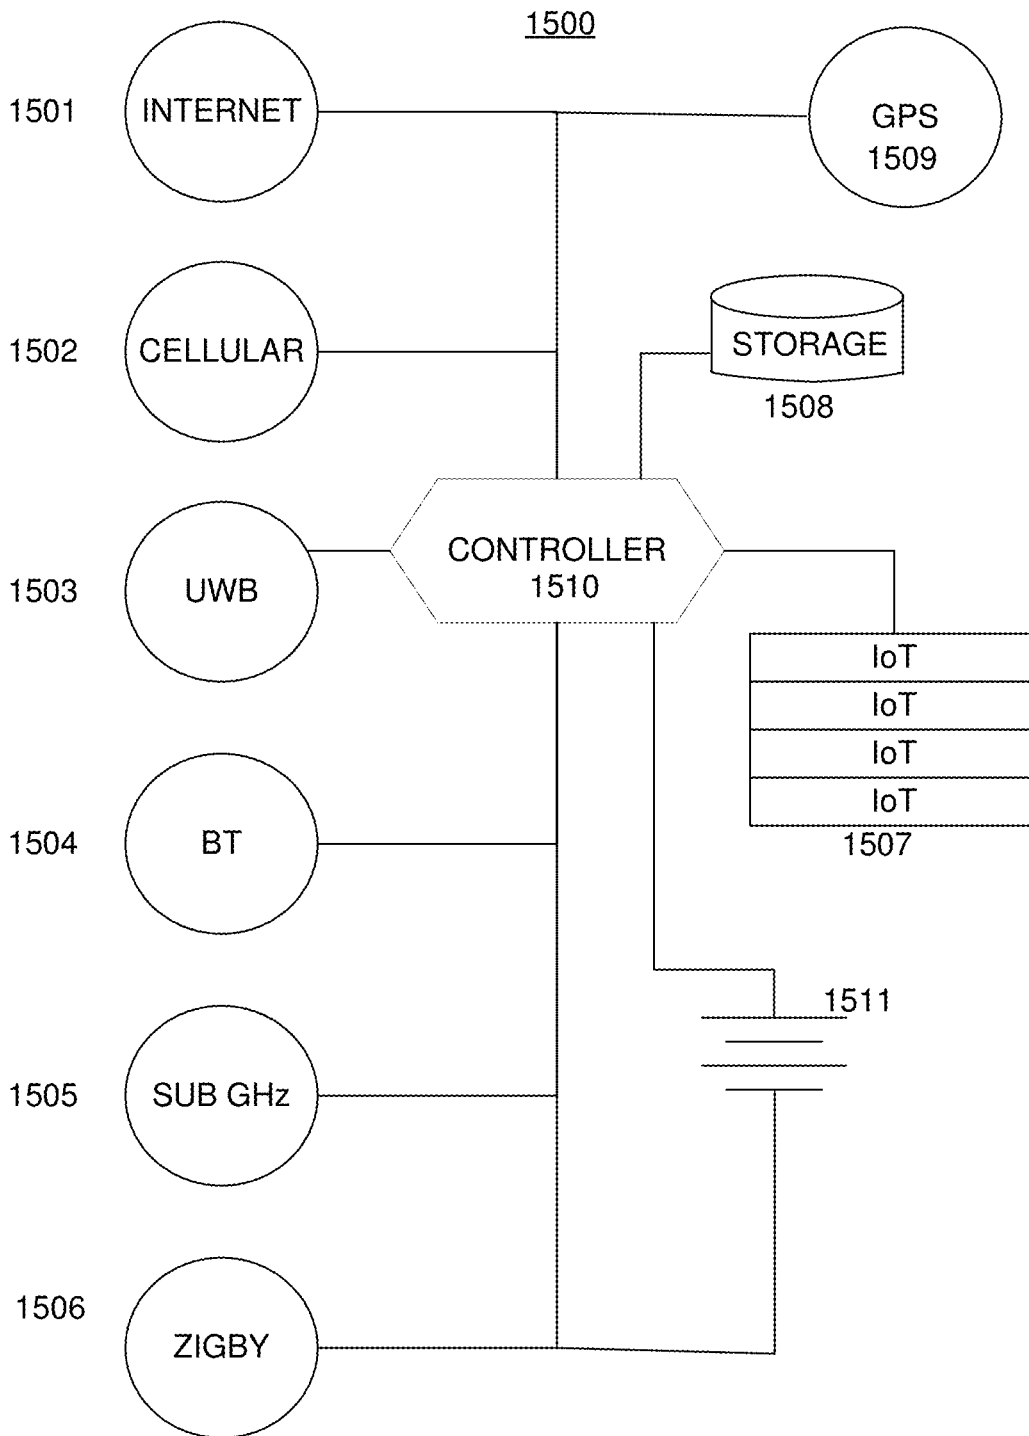 1500
1501
INTERNET
GPS
1509
1502
CELLULAR
STORAGE
1508
1503
UWB
CONTROLLER
1510
IoT
IoT
IoT
IoT
1507
1504
BT
1511
1505
SUB GHz
1506
ZIGBY